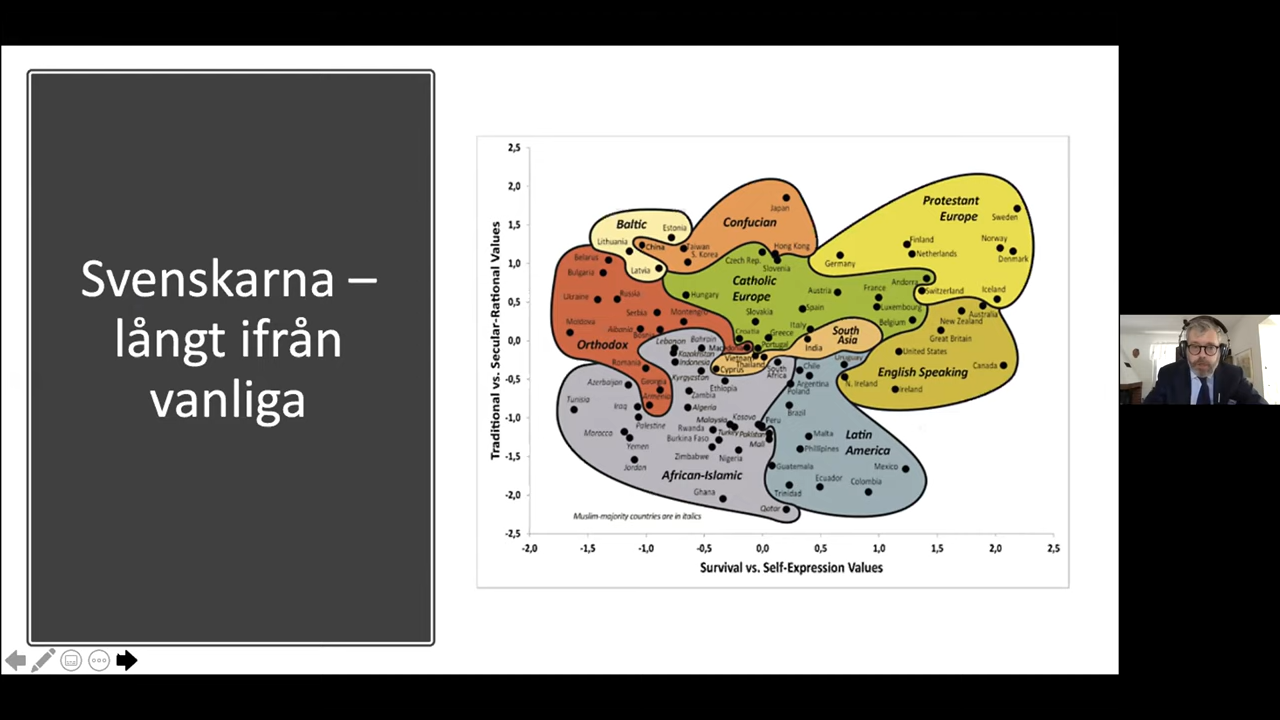 Svenskarna –
långt ifrån
vanliga
Traditional vs. Secular-Rational Values
2,5
2,0
1,5
1,0
0,5
0,0
-0,5
-1,0
-1,5
-2,0
-2,5
Protestant
Europe
Sweden
Finland
Netherlands
Norway
Denmark
Germany
Iceland
Switzerland
Andorra
Baltic
Estonia
Lithuania
Latvia
Confucian
Japan
China
Taiwan
S. Korea
Hong Kong
Catholic
Europe
Czech Rep.
Slovenia
Hungary
Slovakia
Austria
France
Luxembourg
Spain
Belgium
Italy
Croatia
Greece
Portugal
Orthodox
Belarus
Bulgaria
Ukraine
Russia
Serbia
Moldova
Montenegro
Albania
Bosnia
Romania
Georgia
Armenia
Macedonia
South
Asia
India
Vietnam
Thailand
Cyprus
South
Africa
English Speaking
Australia
New Zealand
Great Britain
United States
Canada
N. Ireland
Ireland
Latin
America
Uruguay
Chile
Argentina
Poland
Brazil
Peru
Malta
Phillipines
Guatemala
Mexico
Ecuador
Colombia
Trinidad
African-Islamic
Lebanon
Bahrain
Kazakhstan
Indonesia
Kyrgyzstan
Ethiopia
Azerbaijan
Zambia
Tunisia
Iraq
Palestine
Algeria
Malaysia
Kosovo
Morocco
Yemen
Rwanda
Turkey
Pakistan
Burkina Faso
Mali
Zimbabwe
Nigeria
Jordan
Ghana
Qatar
Muslim-majority countries are in italics
-2,0 -1,5 -1,0 -0,5 0,0 0,5 1,0 1,5 2,0 2,5
Survival vs. Self-Expression Values